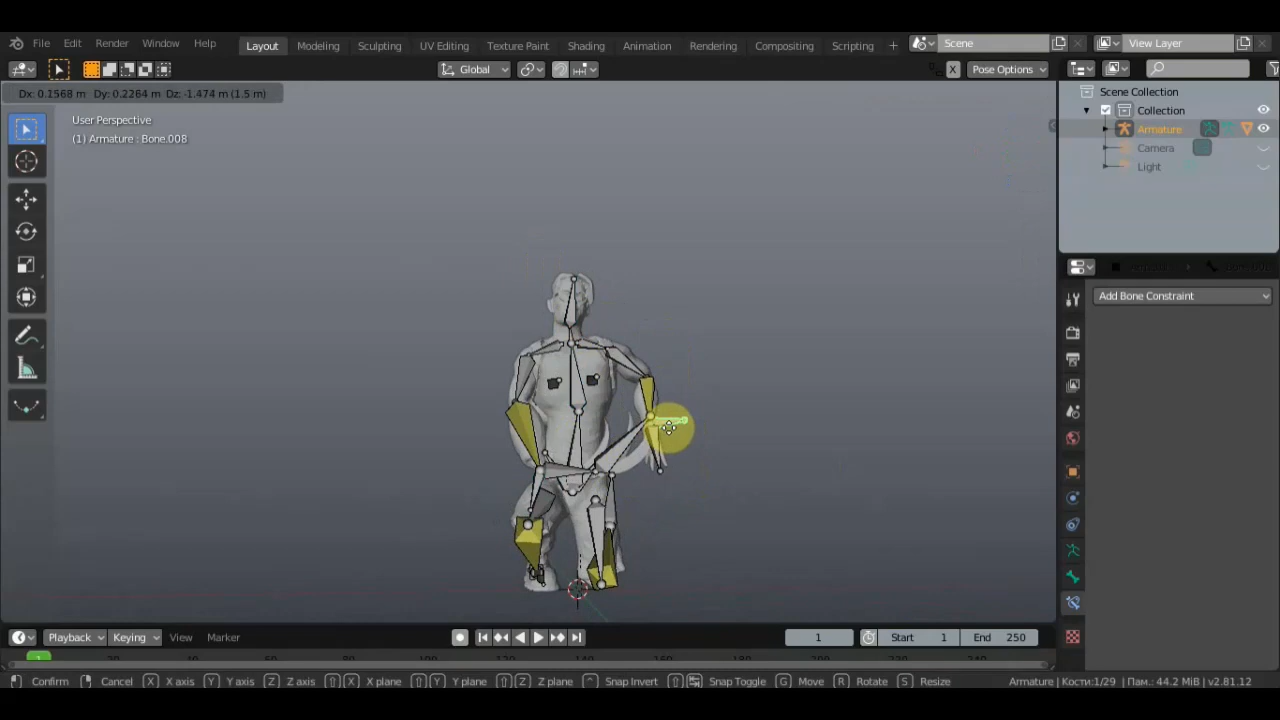 File Edit Render Window Help Layout Modeling Sculpting UV Editing Texture Paint Shading Animation Rendering Compositing Scripting + Scene View Layer
Global Pose Options
Dx: 0.1568 m Dy: 0.2264 m Dz: -1.474 m (1.5 m)
Scene Collection
Collection
Armature
Camera
Light
User Perspective
(1) Armature : Bone.008
Add Bone Constraint
Playback Keying View Marker 1 Start 1 End 250
Confirm Cancel X X axis Y Y axis Z Z axis X X plane Y Y plane Z Z plane Snap Invert Snap Toggle G Move R Rotate S Resize Armature | Кости:1/29 | Пам.: 44.2 MiB | v2.81.12